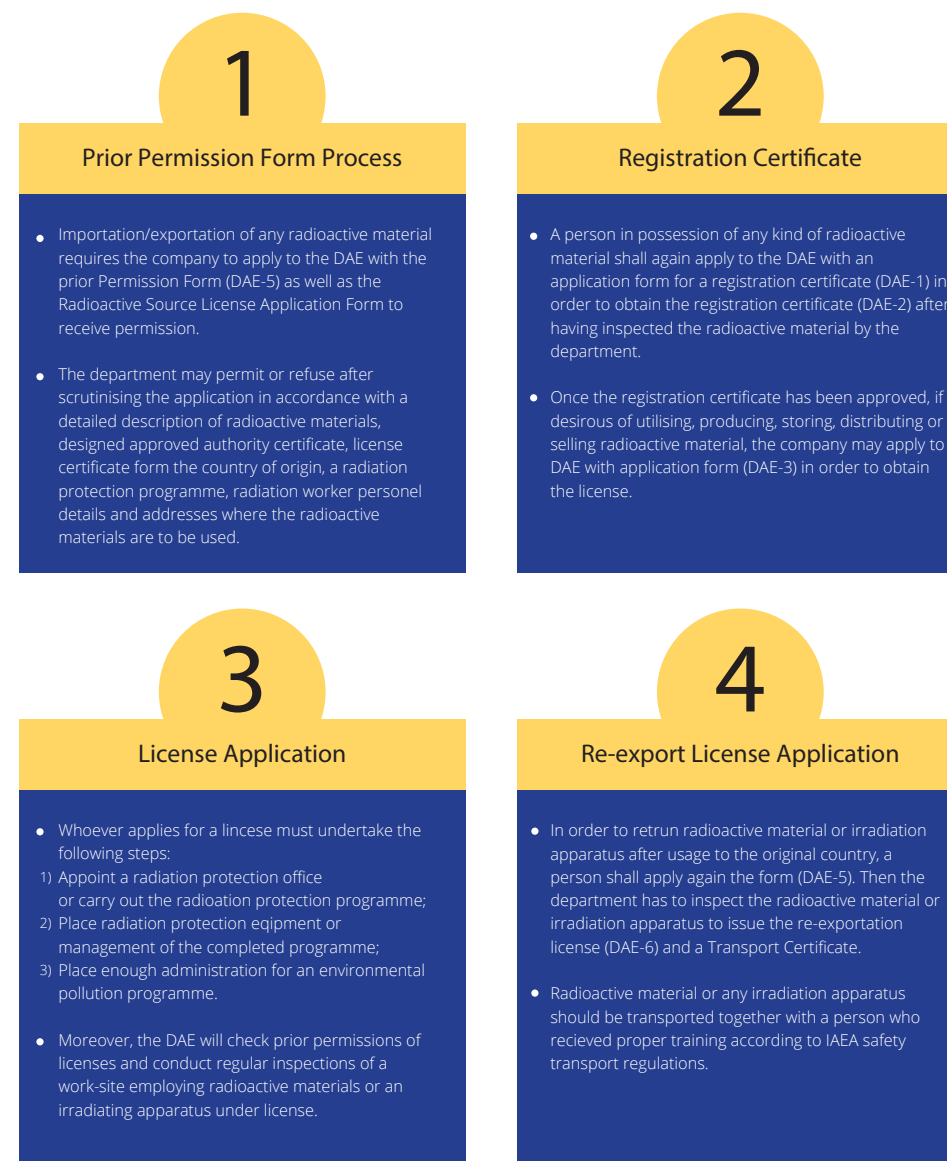 1
Prior Permission Form Process
● Importation/exportation of any radioactive material
requires the company to apply to the DAE with the
prior Permission Form (DAE-5) as well as the
Radioactive Source License Application Form to
receive permission.
● The department may permit or refuse after
scrutinising the application in accordance with a
detailed description of radioactive materials,
designed approved authority certificate, license
certificate form the country of origin, a radiation
protection programme, radiation worker personel
details and addresses where the radioactive
materials are to be used.
2
Registration Certificate
● A person in possession of any kind of radioactive
material shall again apply to the DAE with an
application form for a registration certificate (DAE-1) in
order to obtain the registration certificate (DAE-2) after
having inspected the radioactive material by the
department.
● Once the registration certificate has been approved, if
desirous of utilising, producing, storing, distributing or
selling radioactive material, the company may apply to
DAE with application form (DAE-3) in order to obtain
the license.
3
License Application
● Whoever applies for a lincese must undertake the
following steps:
1) Appoint a radiation protection office
or carry out the radioation protection programme;
2) Place radiation protection eqipment or
management of the completed programme;
3) Place enough administration for an environmental
pollution programme.
● Moreover, the DAE will check prior permissions of
licenses and conduct regular inspections of a
work-site employing radioactive materials or an
irradiating apparatus under license.
4
Re-export License Application
● In order to retrun radioactive material or irradiation
apparatus after usage to the original country, a
person shall apply again the form (DAE-5). Then the
department has to inspect the radioactive material or
irradiation apparatus to issue the re-exportation
license (DAE-6) and a Transport Certificate.
● Radioactive material or any irradiation apparatus
should be transported together with a person who
recieved proper training according to IAEA safety
transport regulations.